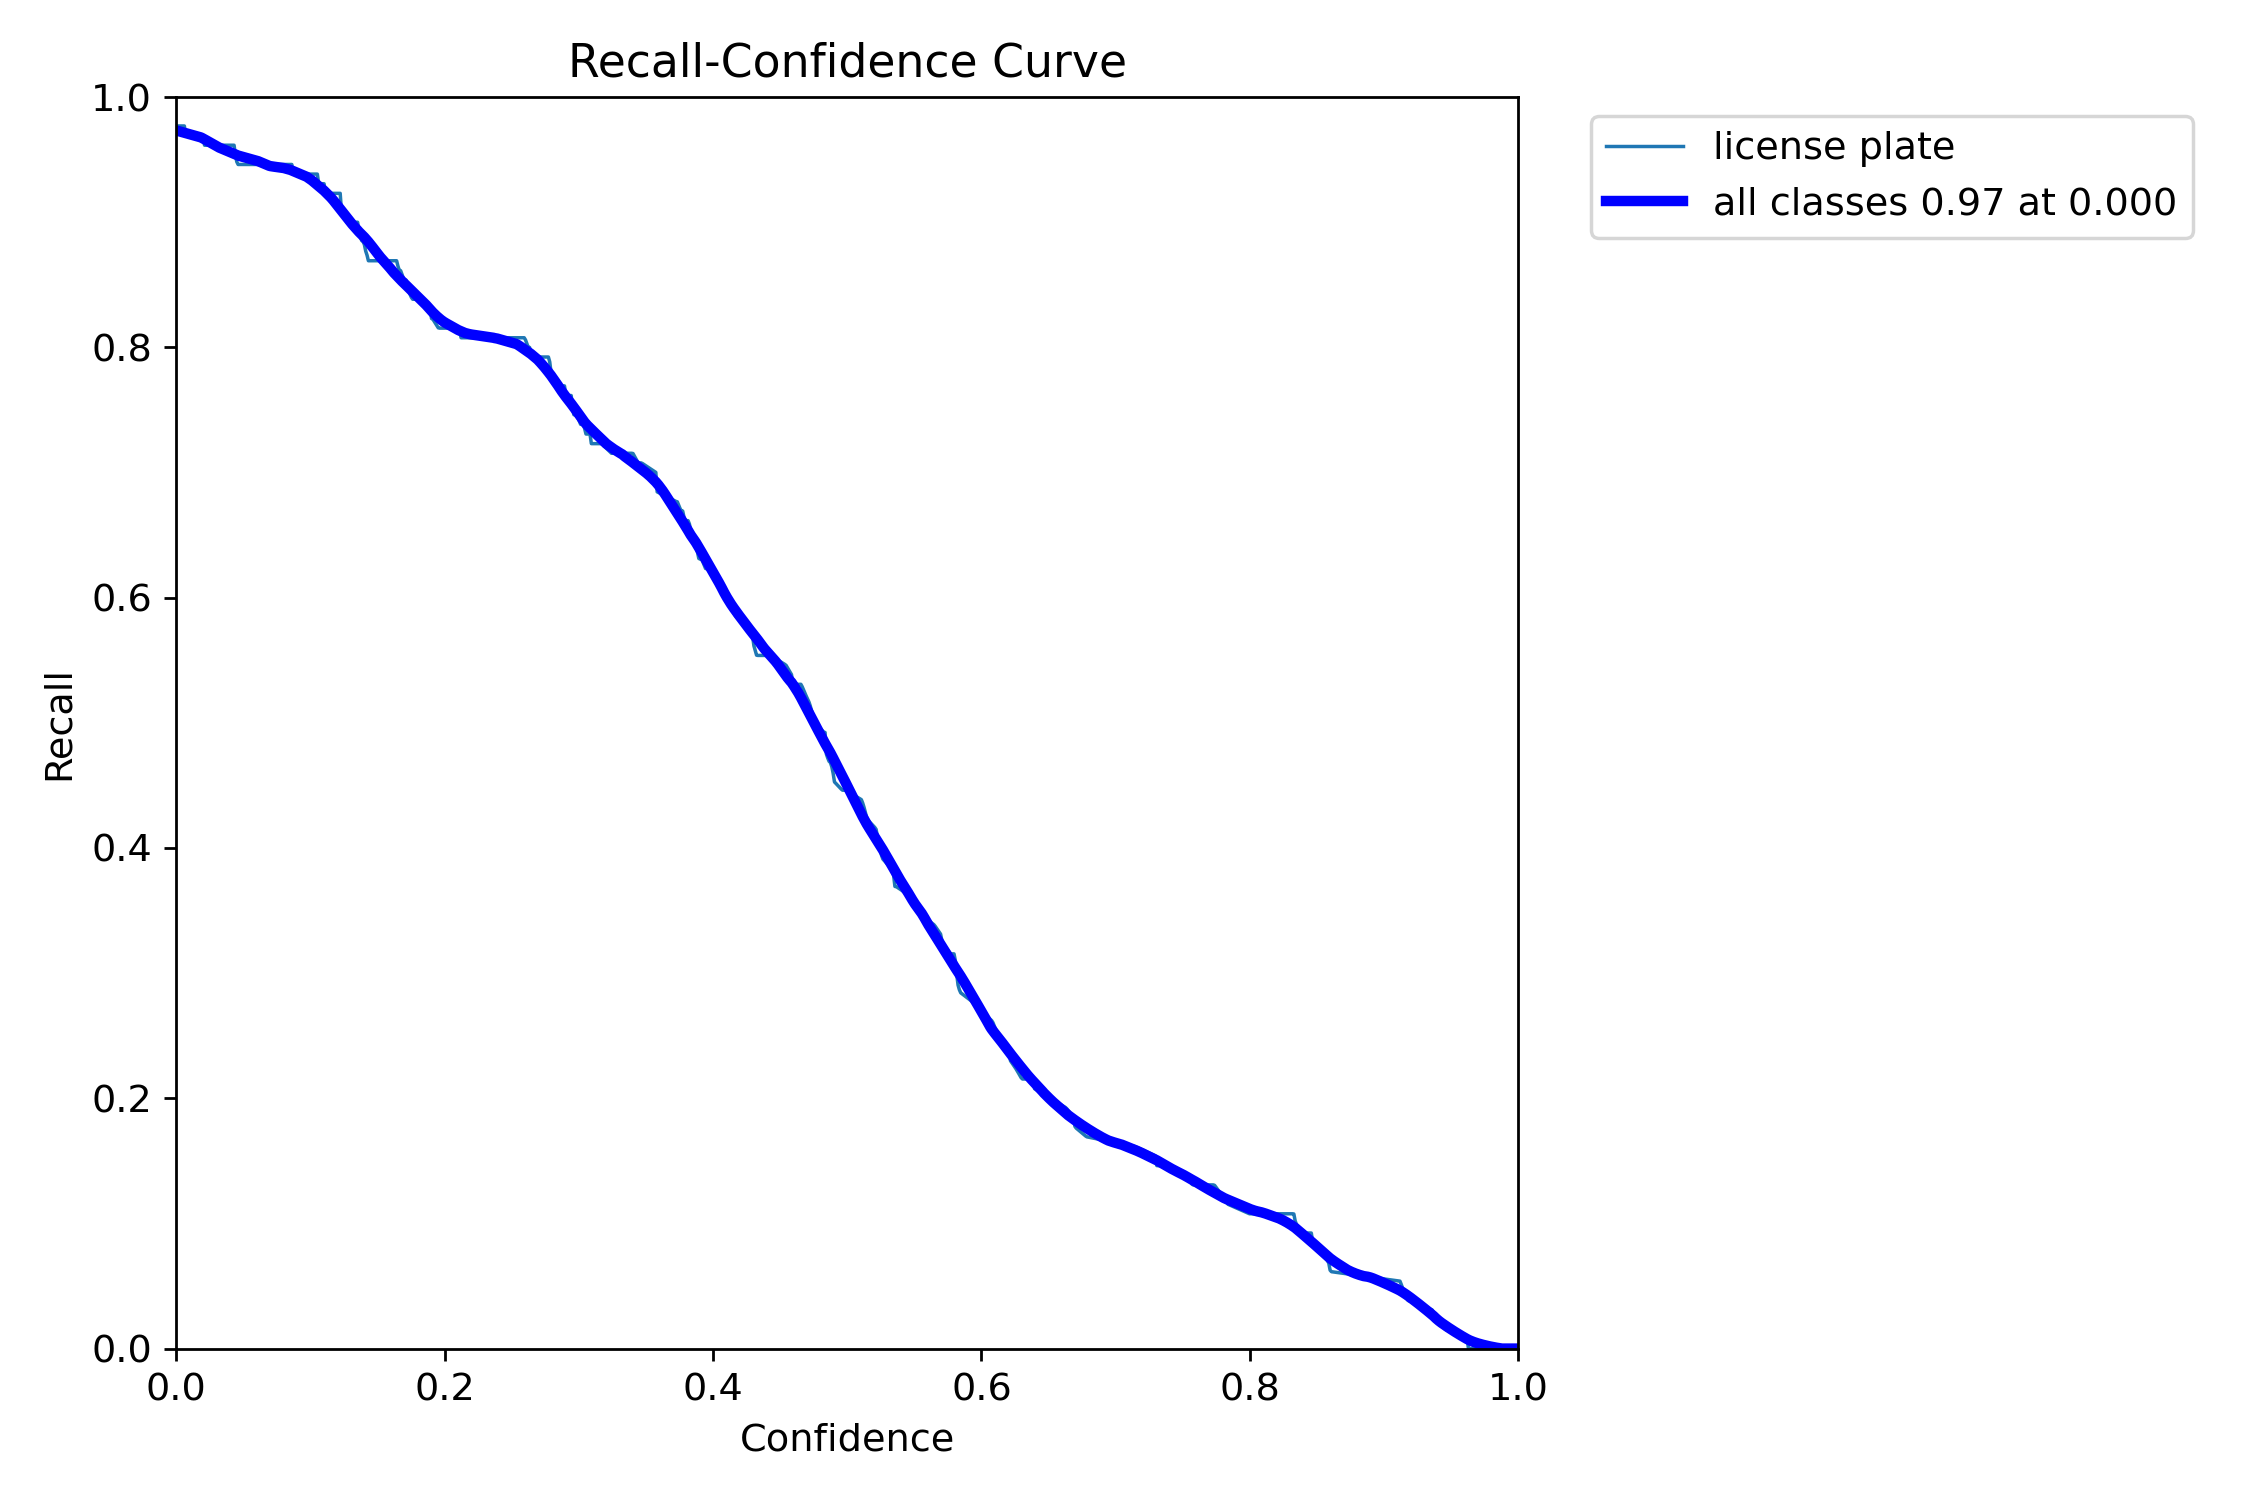 Recall-Confidence Curve
license plate
all classes 0.97 at 0.000
Recall
1.0
0.8
0.6
0.4
0.2
0.0
0.0 0.2 0.4 0.6 0.8 1.0
Confidence